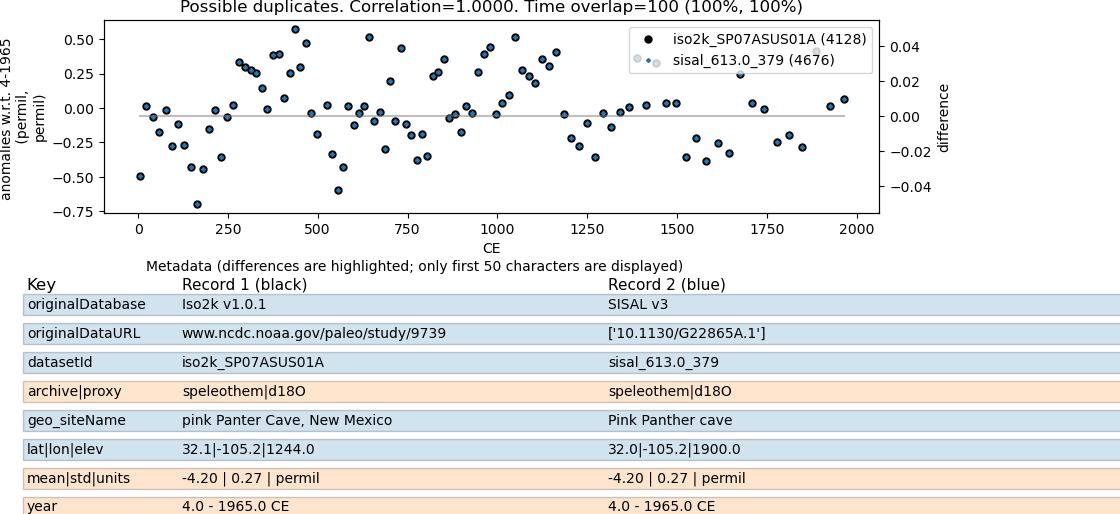 Possible duplicates. Correlation=1.0000. Time overlap=100 (100%, 100%)
anomalies w.r.t. 4-1965
(permil,
permil)
0.50
0.25
0.00
−0.25
−0.50
−0.75
iso2k_SP07ASUS01A (4128)
sisal_613.0_379 (4676)
0.04
0.02
0.00
−0.02
−0.04
difference
0 250 500 750 1000 1250 1500 1750 2000
CE
Metadata (differences are highlighted; only first 50 characters are displayed)
Key Record 1 (black) Record 2 (blue)
originalDatabase Iso2k v1.0.1 SISAL v3
originalDataURL www.ncdc.noaa.gov/paleo/study/9739 ['10.1130/G22865A.1']
datasetId iso2k_SP07ASUS01A sisal_613.0_379
archive|proxy speleothem|d18O speleothem|d18O
geo_siteName pink Panter Cave, New Mexico Pink Panther cave
lat|lon|elev 32.1|-105.2|1244.0 32.0|-105.2|1900.0
mean|std|units -4.20 | 0.27 | permil -4.20 | 0.27 | permil
year 4.0 - 1965.0 CE 4.0 - 1965.0 CE